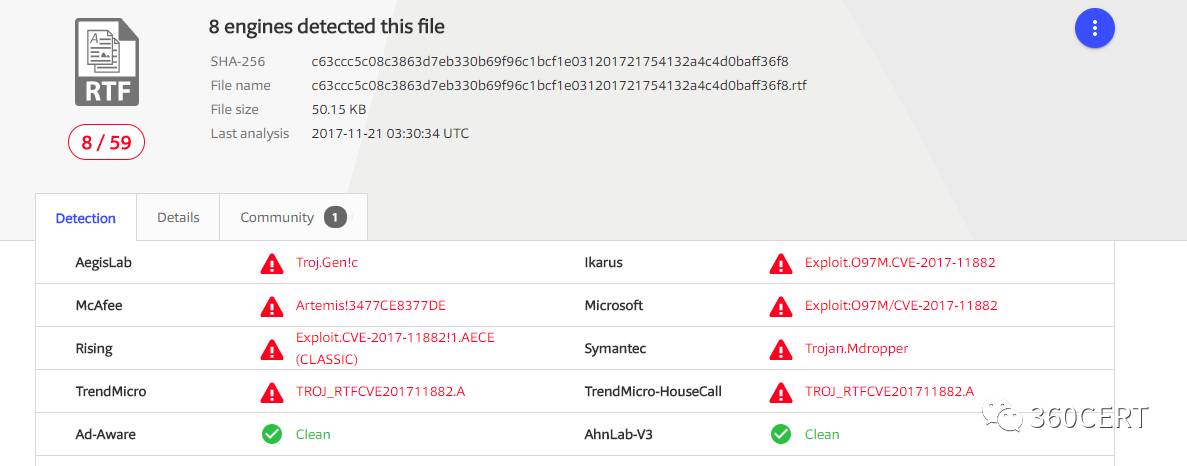 8 engines detected this file
SHA-256 c63ccc5c08c3863d7eb330b69f96c1bcf1e031201721754132a4c4d0baff36f8
File name c63ccc5c08c3863d7eb330b69f96c1bcf1e031201721754132a4c4d0baff36f8.rtf
File size 50.15 KB
Last analysis 2017-11-21 03:30:34 UTC
RTF
8 / 59
Detection Details Community 1
AegisLab Troj.Gen!c Ikarus Exploit.O97M.CVE-2017-11882
McAfee Artemis!3477CE8377DE Microsoft Exploit:O97M/CVE-2017-11882
Rising Exploit.CVE-2017-11882!1.AECE
(CLASSIC) Symantec Trojan.Mdropper
TrendMicro TROJ_RTFCVE201711882.A TrendMicro-HouseCall TROJ_RTFCVE201711882.A
Ad-Aware Clean AhnLab-V3 Clean
360CERT